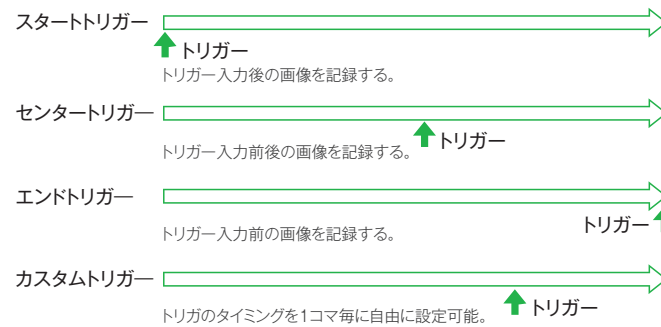 スタートトリガー
トリガー
トリガー入力後の画像を記録する。
センタートリガー
トリガー
トリガー入力前後の画像を記録する。
エンドトリガー
トリガー
トリガー入力前の画像を記録する。
カスタムトリガー
トリガー
トリガのタイミングを1コマ毎に自由に設定可能。